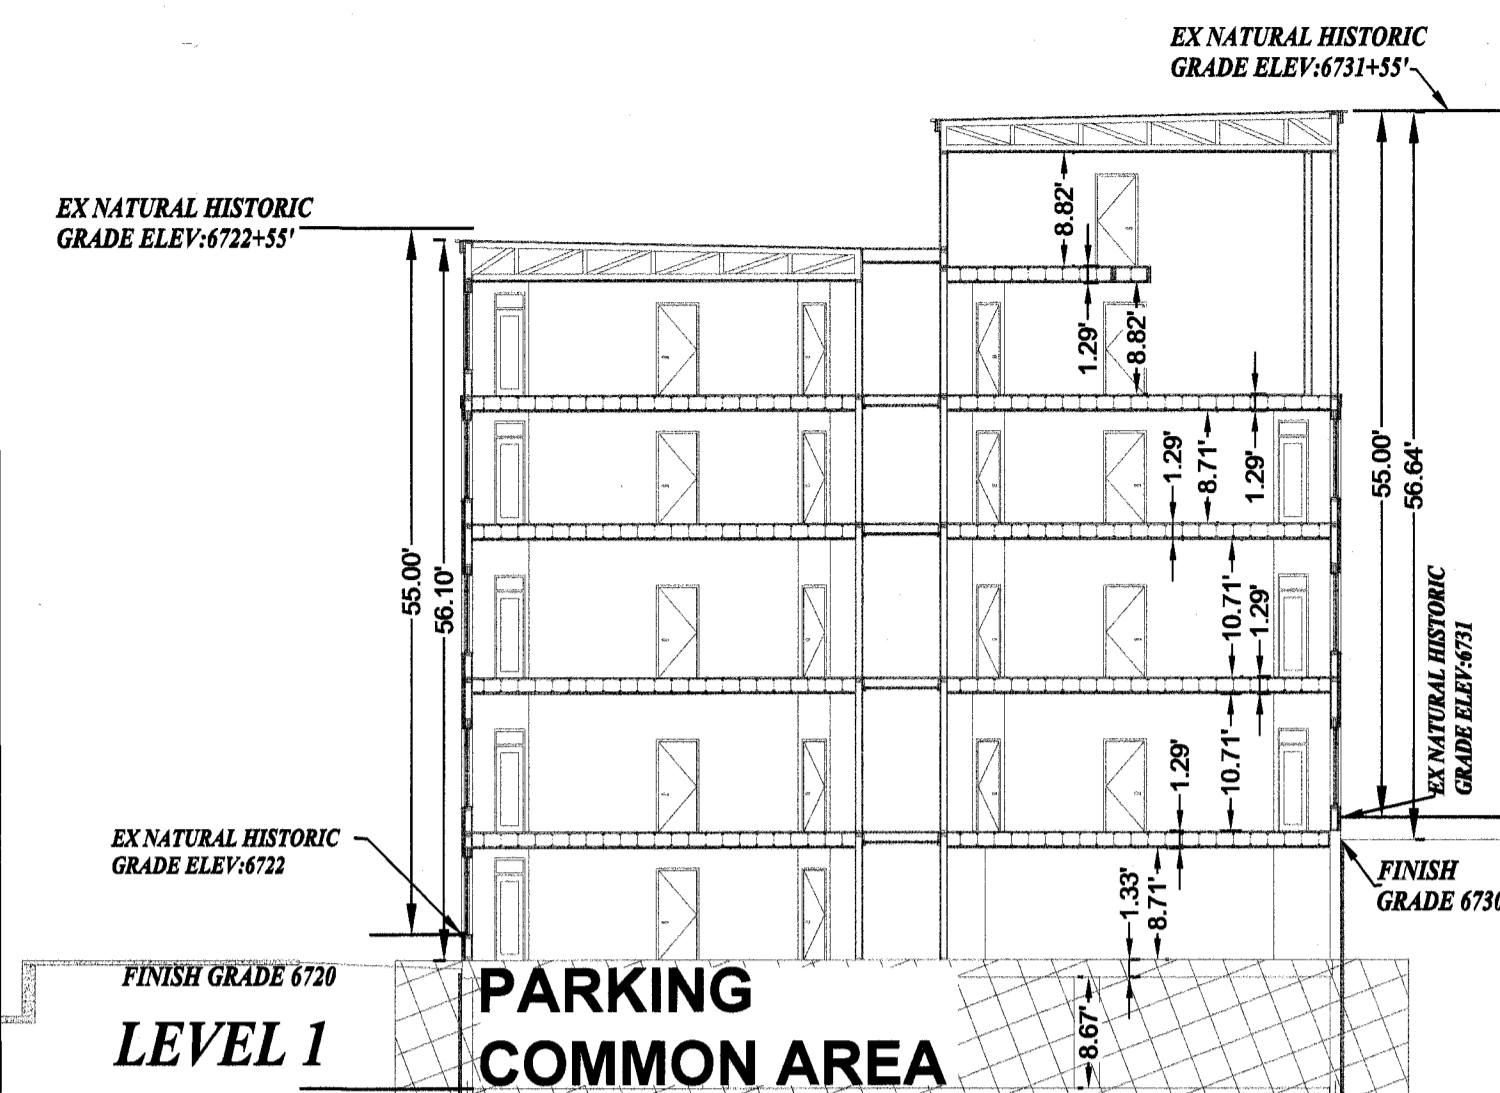 EX NATURAL HISTORIC
GRADE ELEV:6731+55'
EX NATURAL HISTORIC
GRADE ELEV:6722+55'
8.82'
1.29'
8.82'
1.29'
8.71'
1.29'
55.00'
56.64'
55.00'
56.10'
10.71'
1.29'
EX NATURAL HISTORIC
GRADE ELEV:6731
1.29'
10.71'
EX NATURAL HISTORIC
GRADE ELEV:6722
FINISH
GRADE 6730
1.33'
8.71'
FINISH GRADE 6720
LEVEL 1
PARKING
COMMON AREA
8.67'